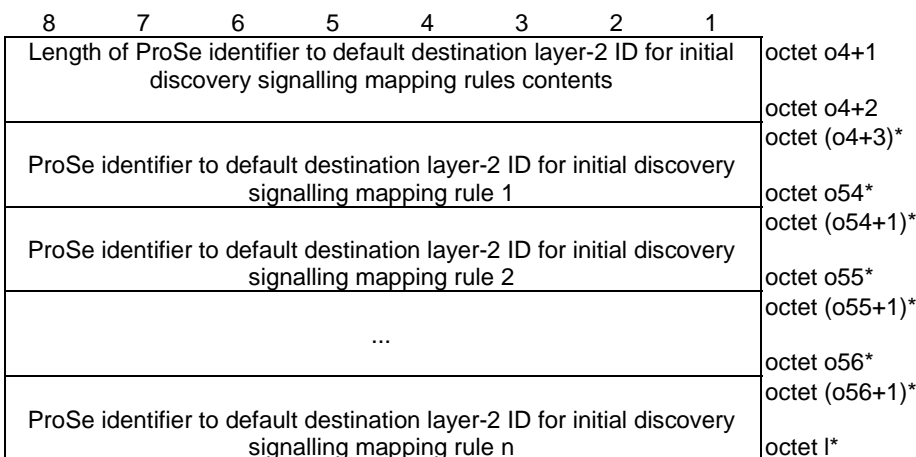 8 7 6 5 4 3 2 1
Length of ProSe identifier to default destination layer-2 ID for initial
discovery signalling mapping rules contents
octet o4+1
octet o4+2
ProSe identifier to default destination layer-2 ID for initial discovery
signalling mapping rule 1
octet (o4+3)*
octet o54*
ProSe identifier to default destination layer-2 ID for initial discovery
signalling mapping rule 2
octet (o54+1)*
octet o55*
...
octet (o55+1)*
octet o56*
ProSe identifier to default destination layer-2 ID for initial discovery
signalling mapping rule n
octet (o56+1)*
octet l*